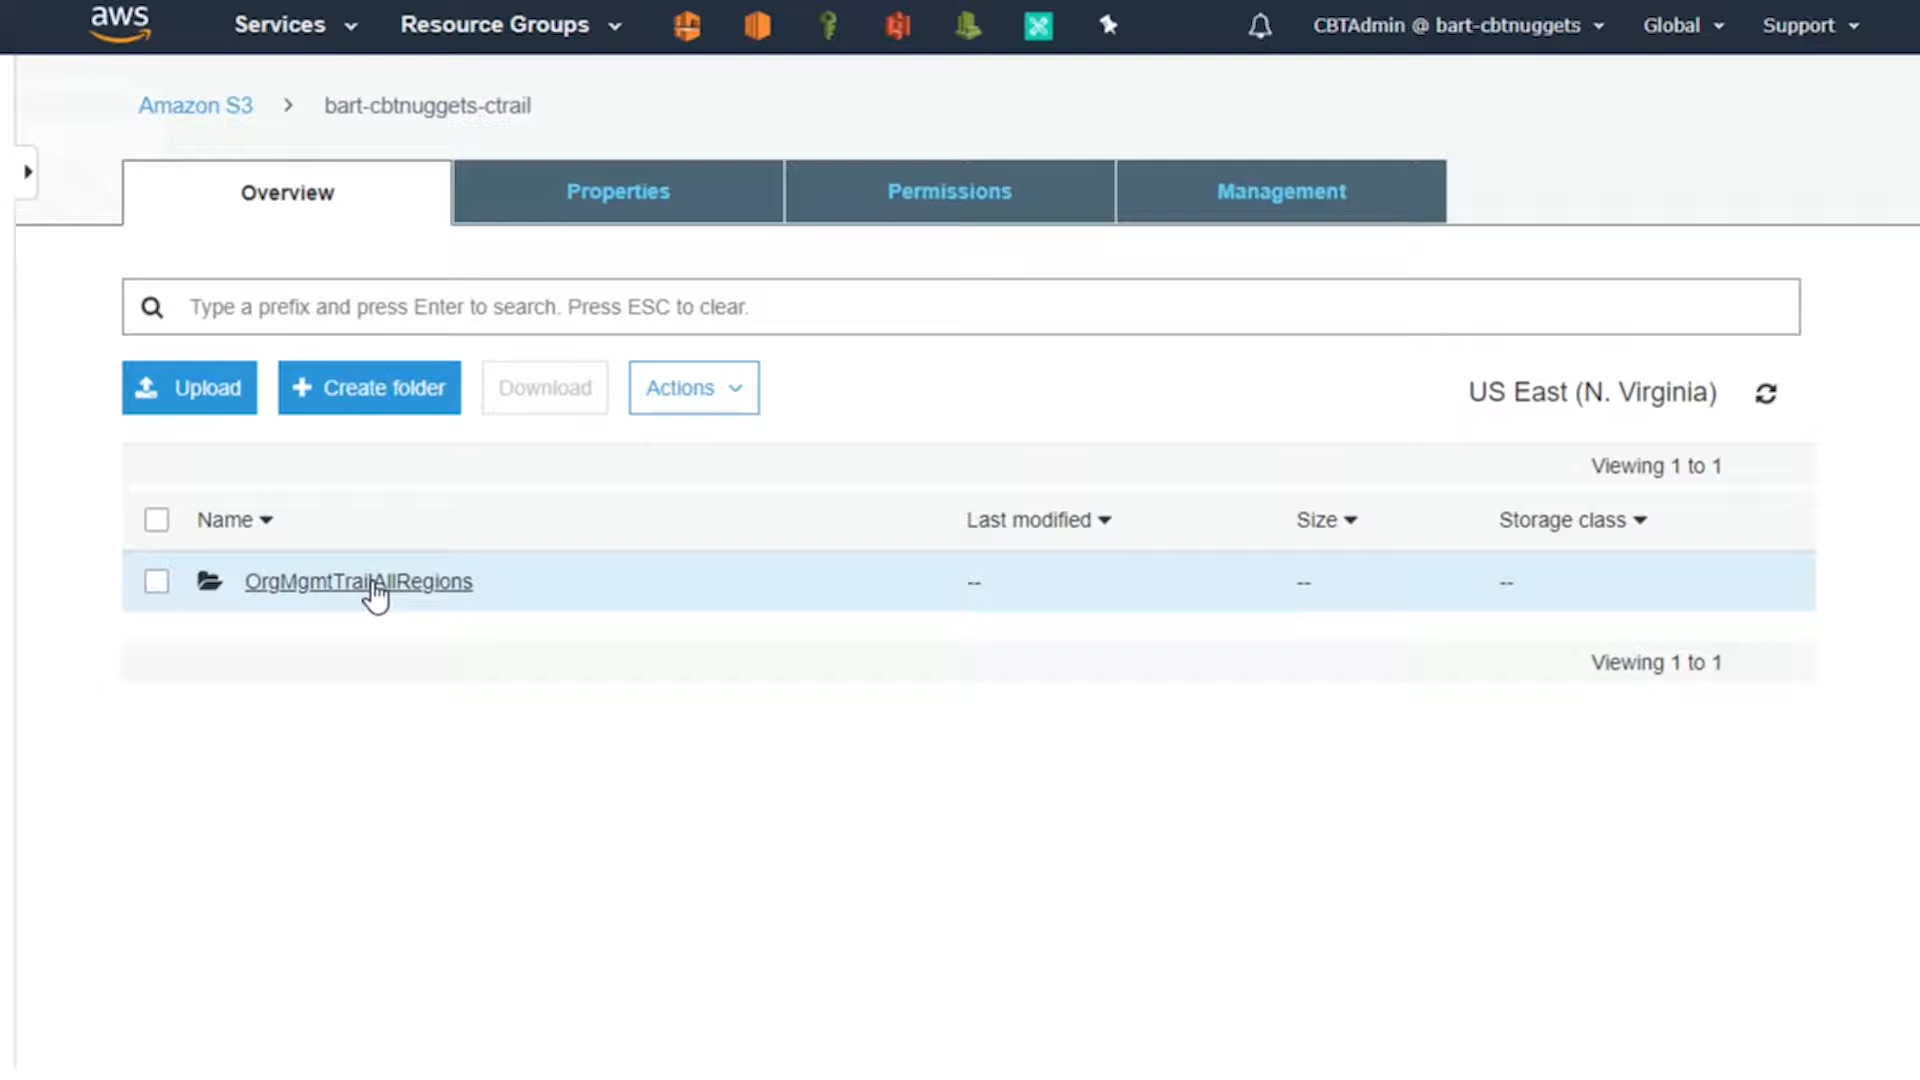 aws Services Resource Groups CBTAdmin @ bart-cbtnuggets Global Support
Amazon S3 > bart-cbtnuggets-ctrail
Overview Properties Permissions Management
Type a prefix and press Enter to search. Press ESC to clear.
Upload + Create folder Download Actions US East (N. Virginia)
Viewing 1 to 1
Name Last modified Size Storage class
OrgMgmtTrailAllRegions -- -- --
Viewing 1 to 1